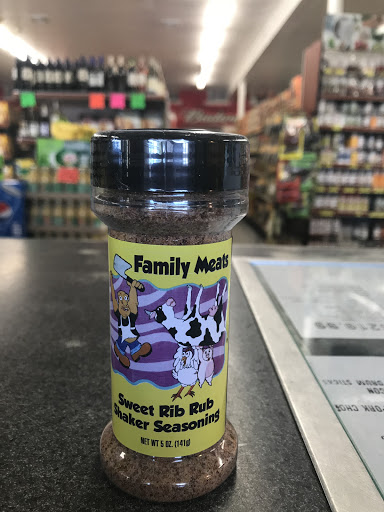 Family Meats
Sweet Rib Rub
Shaker Seasoning
NET WT 5 OZ. (141g)